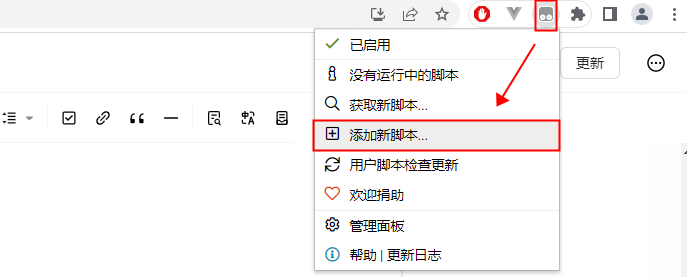 已启用
没有运行中的脚本
更新
获取新脚本...
添加新脚本...
用户脚本检查更新
欢迎捐助
管理面板
帮助 | 更新日志